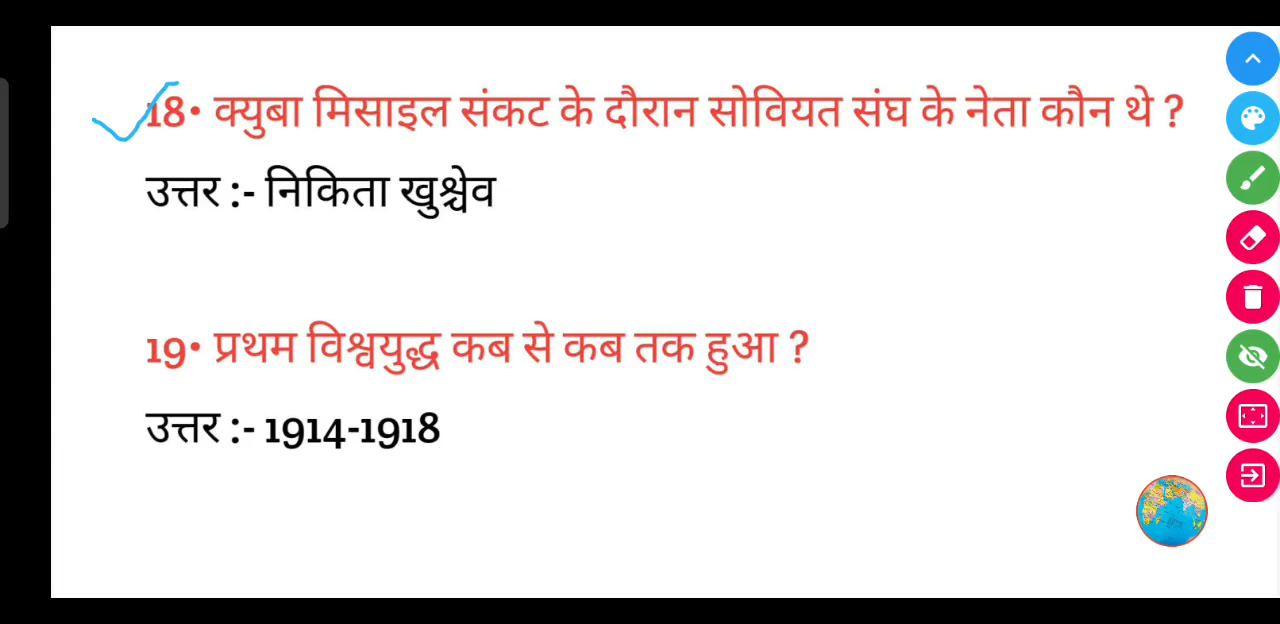 18• क्युबा मिसाइल संकट के दौरान सोवियत संघ के नेता कौन थे ?
उत्तर :- निकिता खुश्चेव
19• प्रथम विश्वयुद्ध कब से कब तक हुआ ?
उत्तर :- 1914-1918